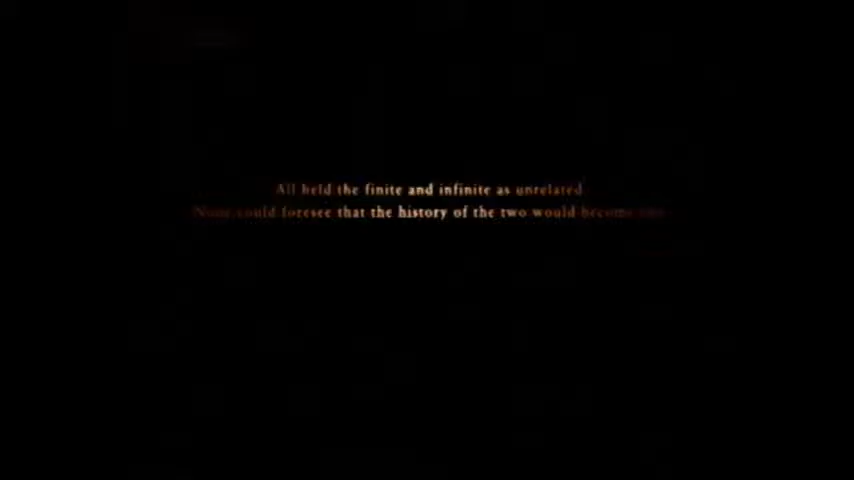 All held the finite and infinite as unrelated
None could foresee that the history of the two would become one